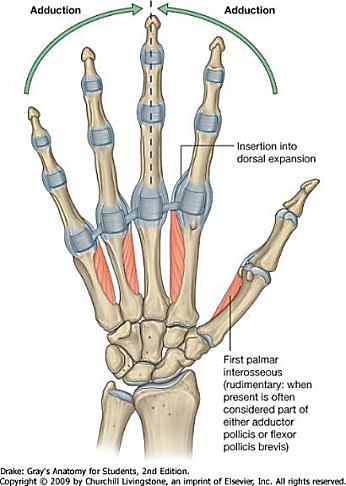 Adduction
Adduction
Insertion into
dorsal expansion
First palmar
interosseous
(rudimentary: when
present is often
considered part of
either adductor
pollicis or flexor
pollicis brevis)
Drake: Gray's Anatomy for Students, 2nd Edition.
Copyright © 2009 by Churchill Livingstone, an imprint of Elsevier, Inc. All rights reserved.